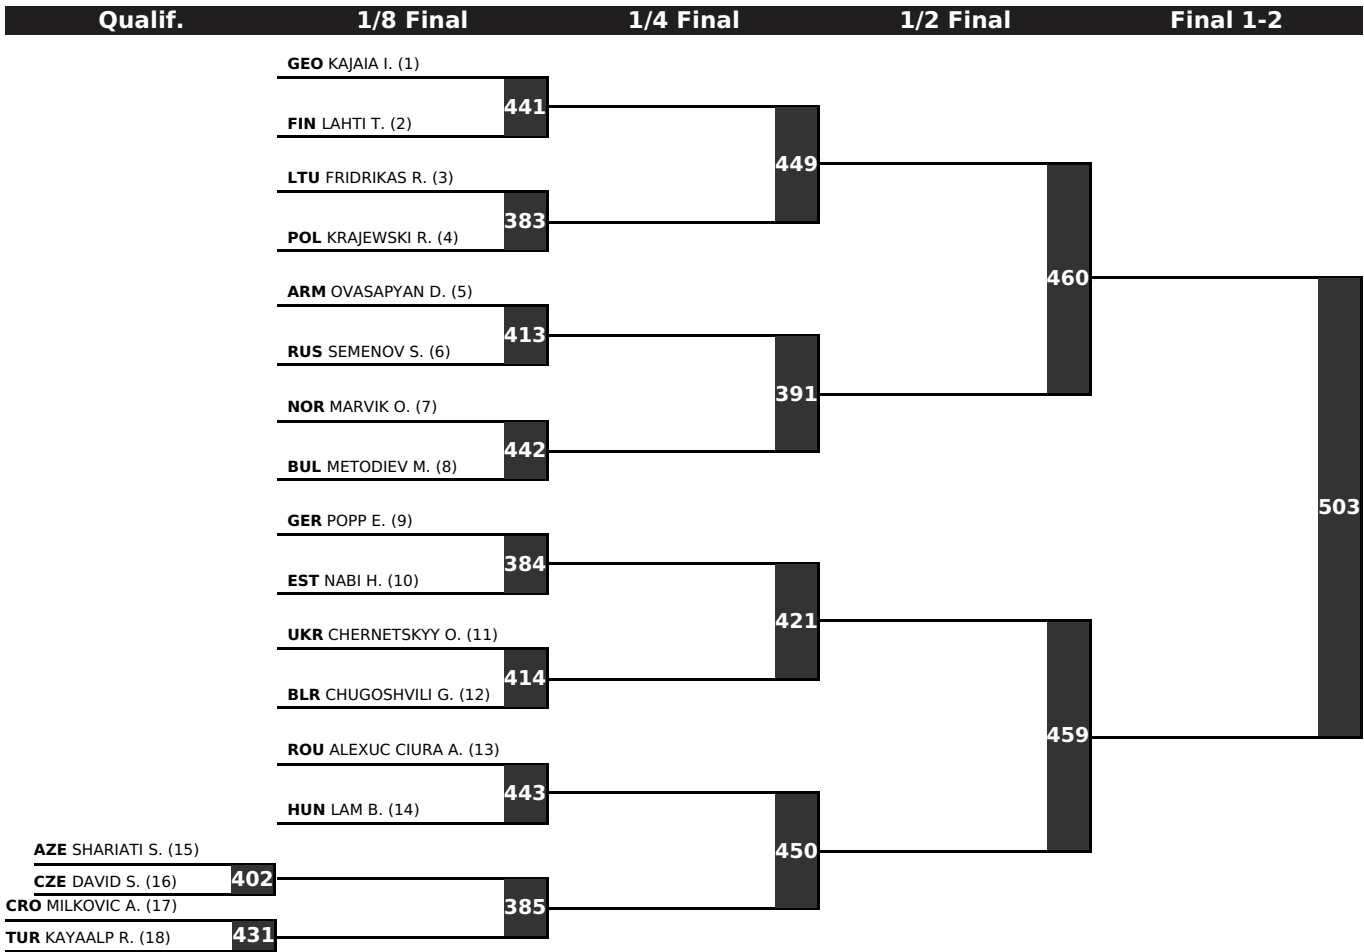 Qualif. 1/8 Final 1/4 Final 1/2 Final Final 1-2
GEO KAJAIA I. (1)
441
FIN LAHTI T. (2)
449
LTU FRIDRIKAS R. (3)
383
POL KRAJEWSKI R. (4)
460
ARM OVASAPYAN D. (5)
413
RUS SEMENOV S. (6)
391
NOR MARVIK O. (7)
442
BUL METODIEV M. (8)
503
GER POPP E. (9)
384
EST NABI H. (10)
421
UKR CHERNETSKYY O. (11)
414
BLR CHUGOSHVILI G. (12)
459
ROU ALEXUC CIURA A. (13)
443
HUN LAM B. (14)
AZE SHARIATI S. (15)
450
CZE DAVID S. (16)
402
CRO MILKOVIC A. (17)
385
TUR KAYAALP R. (18)
431